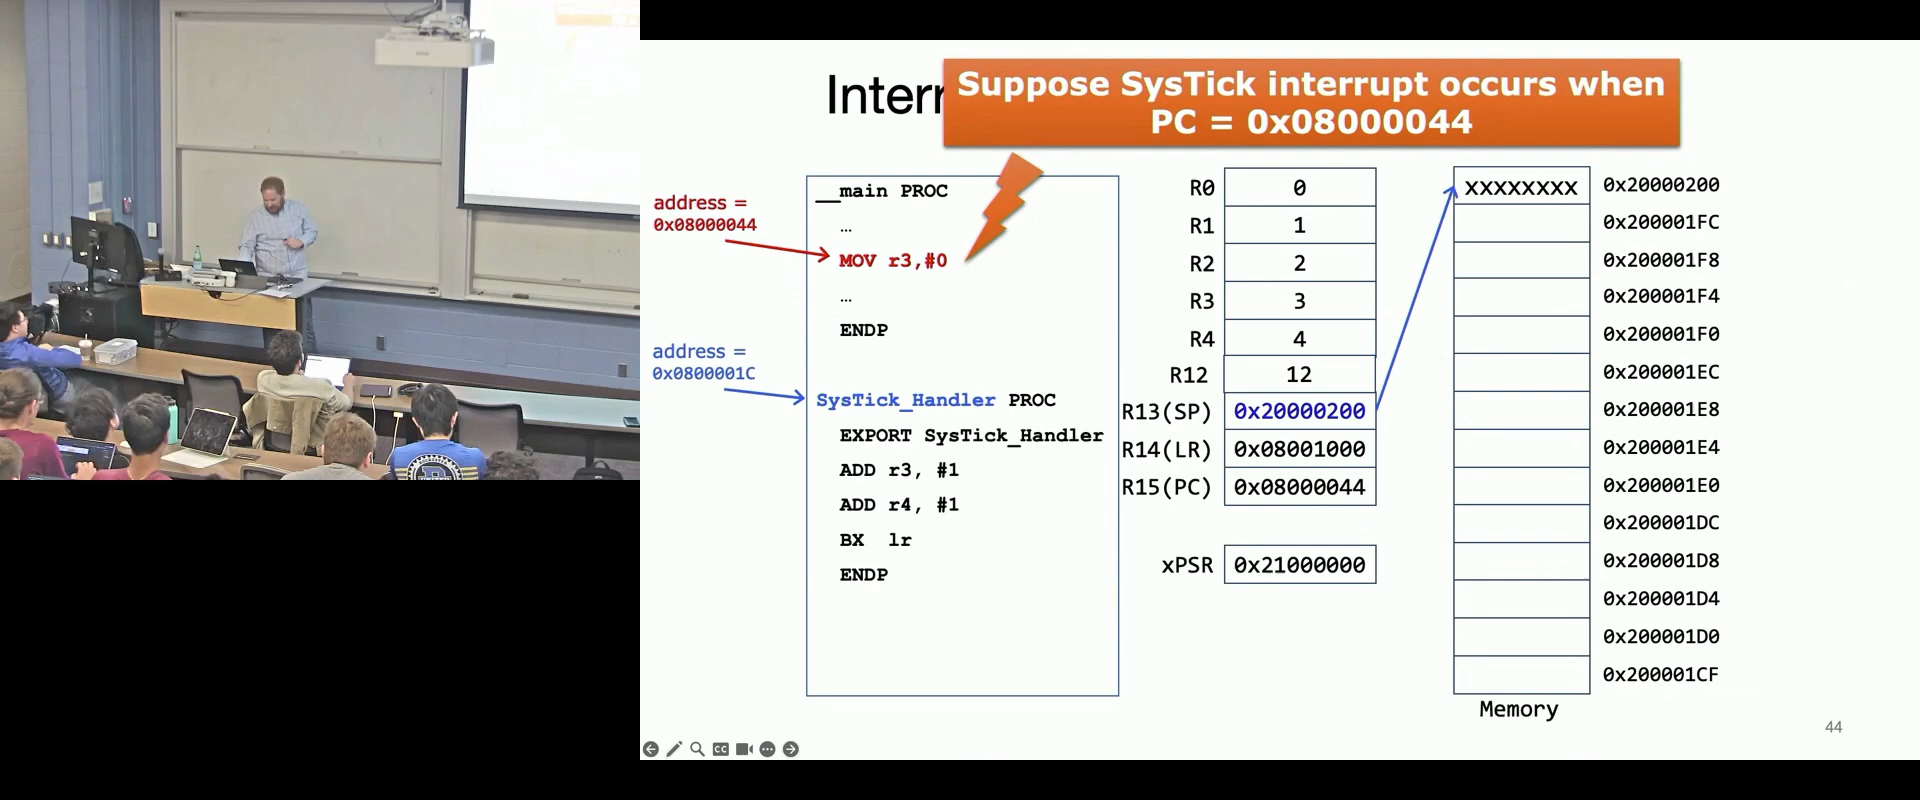 Interr
Suppose SysTick interrupt occurs when
PC = 0x08000044
address =
0x08000044
__main PROC
…
MOV r3,#0
…
ENDP
address =
0x0800001C
SysTick_Handler PROC
EXPORT SysTick_Handler
ADD r3, #1
ADD r4, #1
BX lr
ENDP
R0 0
R1 1
R2 2
R3 3
R4 4
R12 12
R13(SP) 0x20000200
R14(LR) 0x08001000
R15(PC) 0x08000044
xPSR 0x21000000
xxxxxxxx 0x20000200
0x200001FC
0x200001F8
0x200001F4
0x200001F0
0x200001EC
0x200001E8
0x200001E4
0x200001E0
0x200001DC
0x200001D8
0x200001D4
0x200001D0
0x200001CF
Memory
44
CC